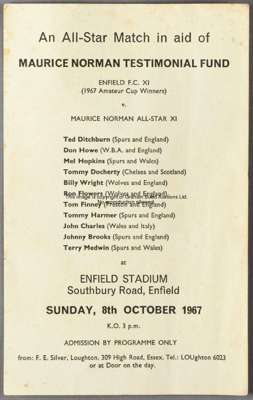 An All-Star Match in aid of
MAURICE NORMAN TESTIMONIAL FUND
ENFIELD F.C. XI
(1967 Amateur Cup Winners)
v.
MAURICE NORMAN ALL-STAR XI
Ted Ditchburn (Spurs and England)
Don Howe (W.B.A. and England)
Mel Hopkins (Spurs and Wales)
Tommy Docherty (Chelsea and Scotland)
Billy Wright (Wolves and England)
Ron Flowers (Wolves and England)
Tom Finney (Preston and England)
Tommy Harmer (Spurs and England)
John Charles (Wales and Italy)
Johnny Brooks (Spurs and England)
Terry Medwin (Spurs and Wales)
at
ENFIELD STADIUM
Southbury Road, Enfield
SUNDAY, 8th OCTOBER 1967
K.O. 3 p.m.
ADMISSION BY PROGRAMME ONLY
from: F. E. Silver, Loughton, 309 High Road, Essex. Tel.: LOUghton 6023
or at Door on the day.